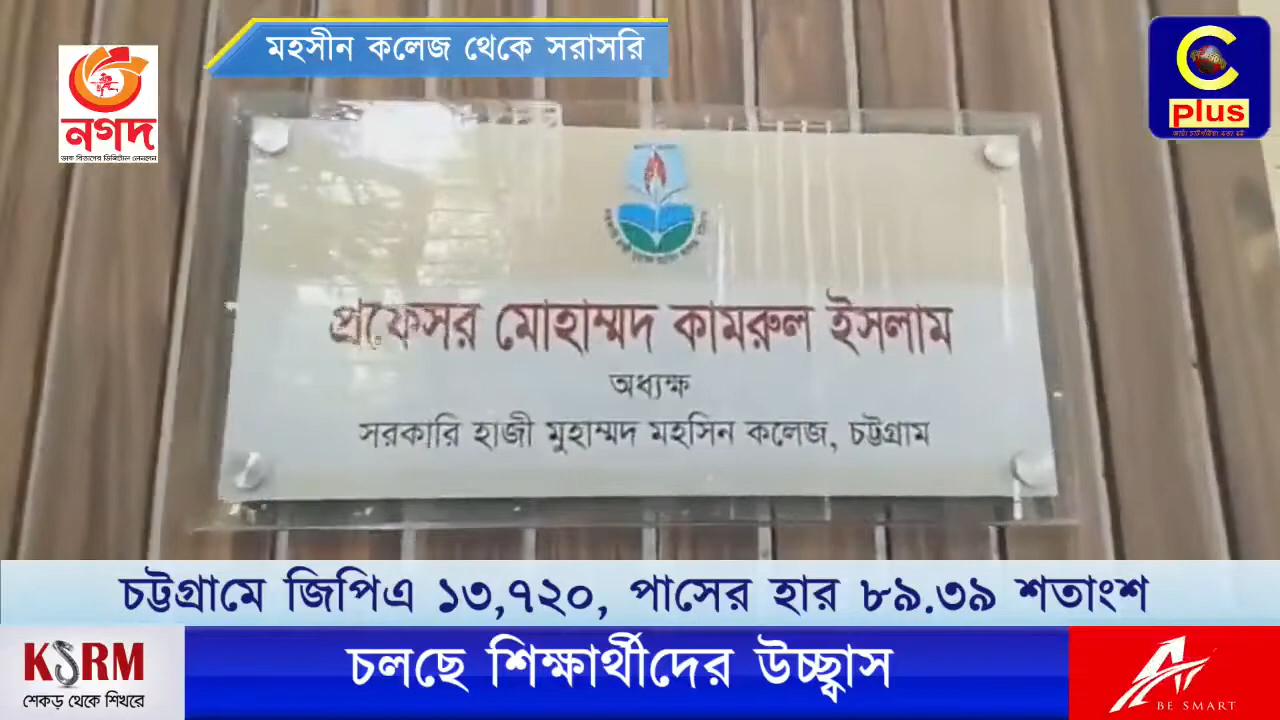 মহসীন কলেজ থেকে সরাসরি
নগদ
ডাক বিভাগের ডিজিটাল লেনদেন
C
plus
প্রফেসর মোহাম্মদ কামরুল ইসলাম
অধ্যক্ষ
সরকারি হাজী মুহাম্মদ মহসিন কলেজ, চট্টগ্রাম
চট্টগ্রামে জিপিএ ১৩,৭২০, পাসের হার ৮৯.৩৯ শতাংশ
KSRM
শেকড় থেকে শিখরে
চলছে শিক্ষার্থীদের উচ্ছ্বাস
BE SMART